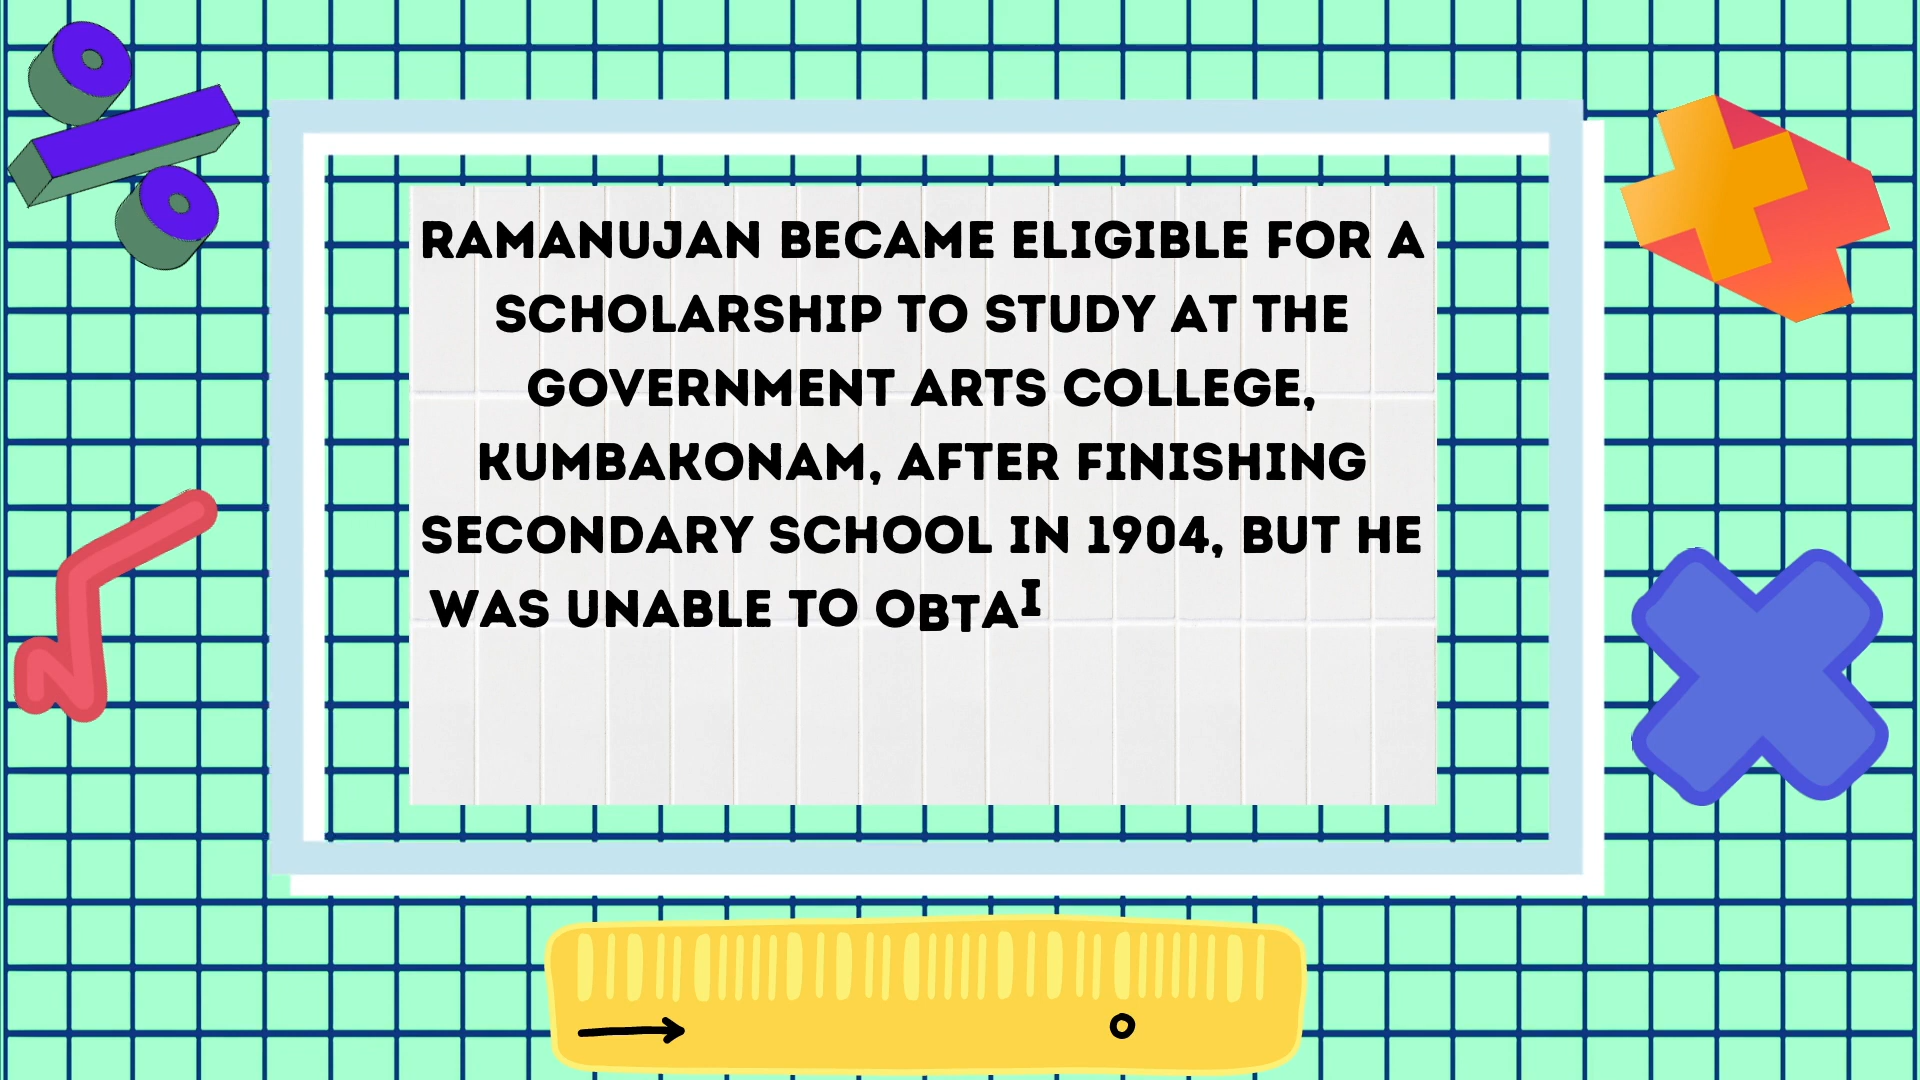 RAMANUJAN BECAME ELIGIBLE FOR A
SCHOLARSHIP TO STUDY AT THE
GOVERNMENT ARTS COLLEGE,
KUMBAKONAM, AFTER FINISHING
SECONDARY SCHOOL IN 1904, BUT HE
WAS UNABLE TO OBTAI